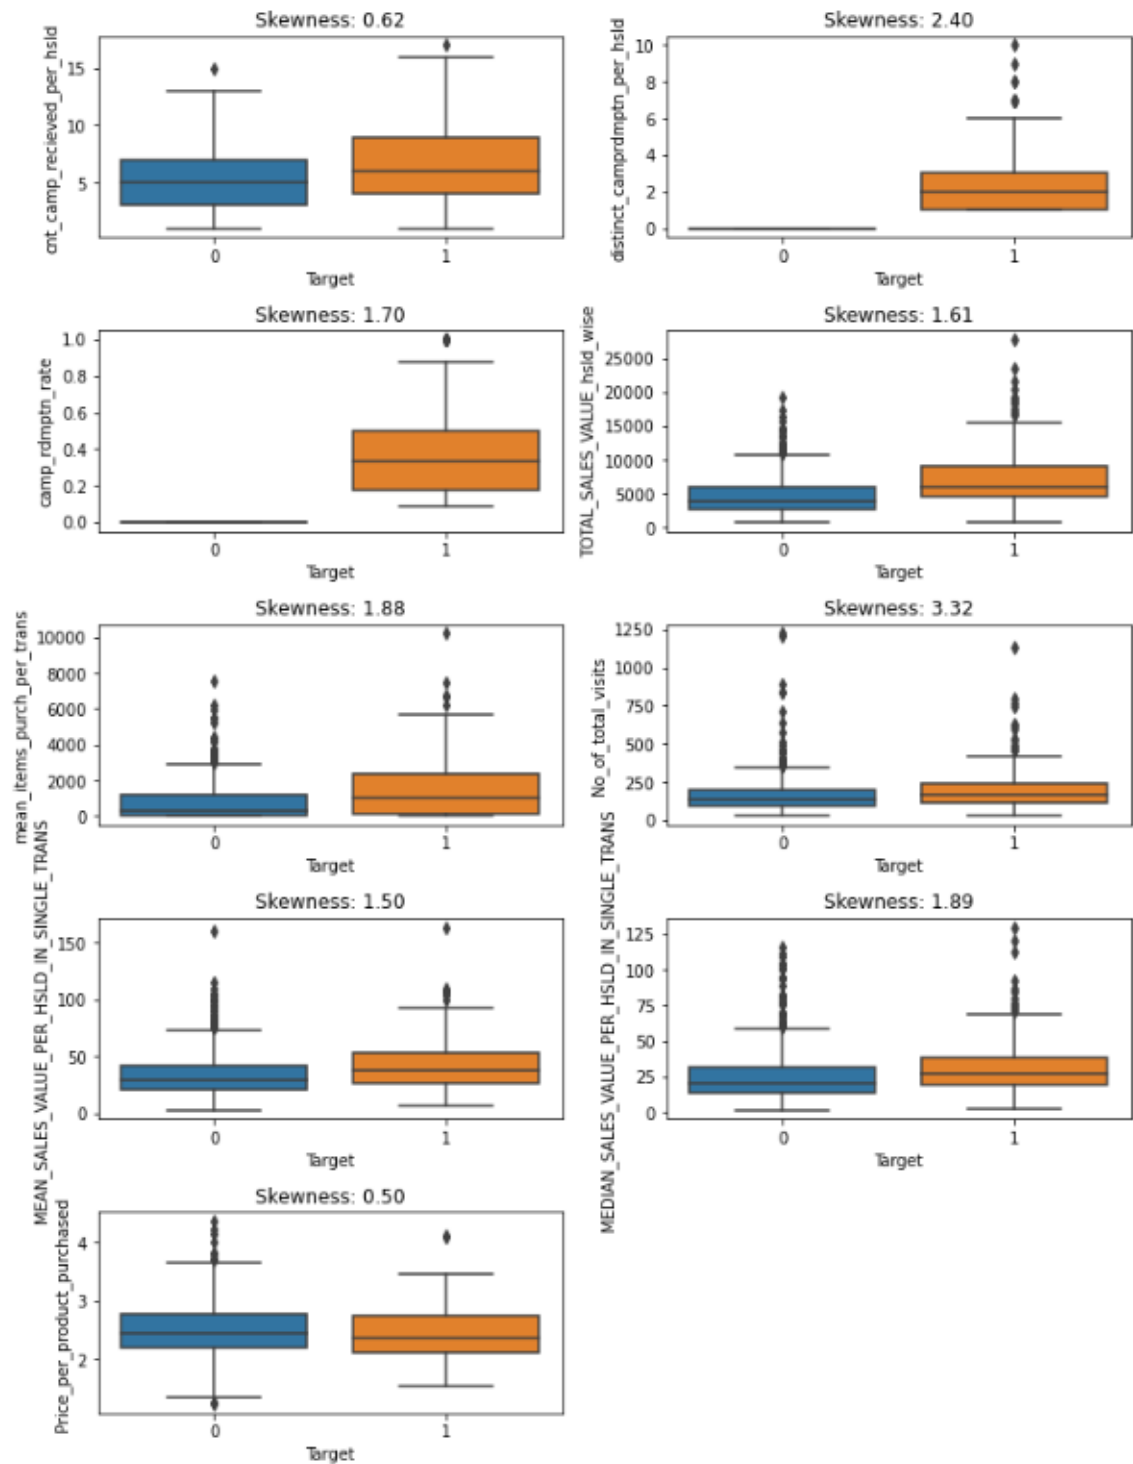 Skewness: 0.62
cnt_camp_recieved_per_hsld
15
10
5
0
1
Target
Skewness: 2.40
distinct_camprdmptn_per_hsld
10
8
6
4
2
0
0
1
Target
Skewness: 1.70
camp_rdmptn_rate
1.0
0.8
0.6
0.4
0.2
0.0
0
1
Target
Skewness: 1.61
TOTAL_SALES_VALUE_hsld_wise
25000
20000
15000
10000
5000
0
0
1
Target
Skewness: 1.88
mean_items_purch_per_trans
10000
8000
6000
4000
2000
0
0
1
Target
Skewness: 3.32
No_of_total_visits
1250
1000
750
500
250
0
0
1
Target
Skewness: 1.50
MEAN_SALES_VALUE_PER_HSLD_IN_SINGLE_TRANS
150
100
50
0
0
1
Target
Skewness: 1.89
MEDIAN_SALES_VALUE_PER_HSLD_IN_SINGLE_TRANS
125
100
75
50
25
0
0
1
Target
Skewness: 0.50
Price_per_product_purchased
4
3
2
0
1
Target